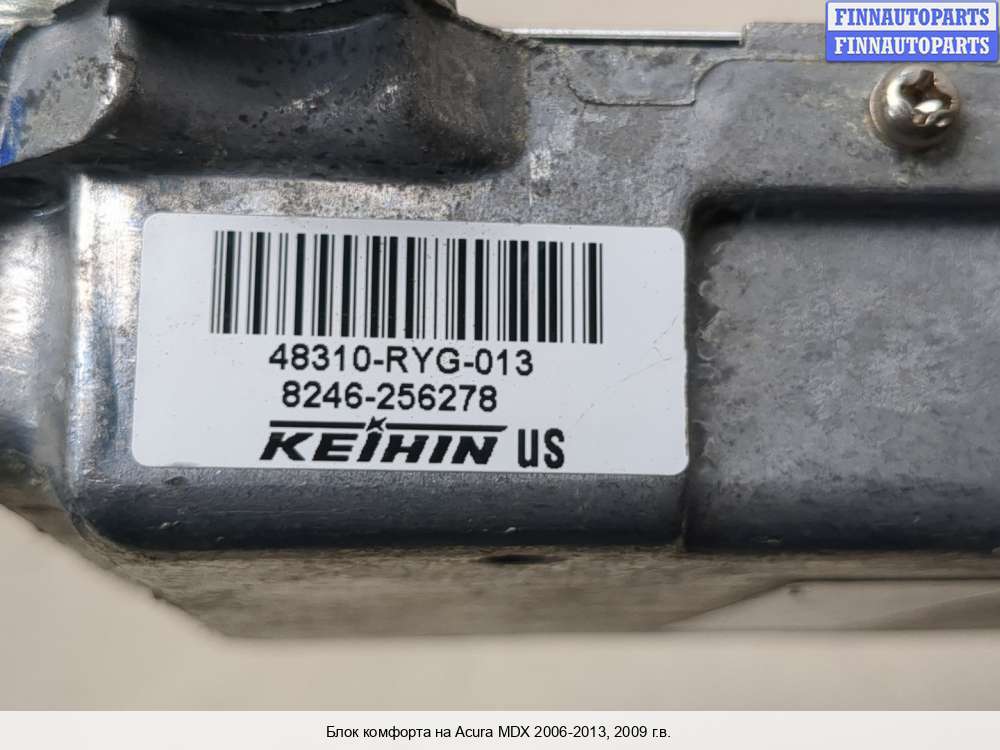 FINNAUTOPARTS
FINNAUTOPARTS
48310-RYG-013
8246-256278
KEIHIN US
Блок комфорта на Acura MDX 2006-2013, 2009 г.в.